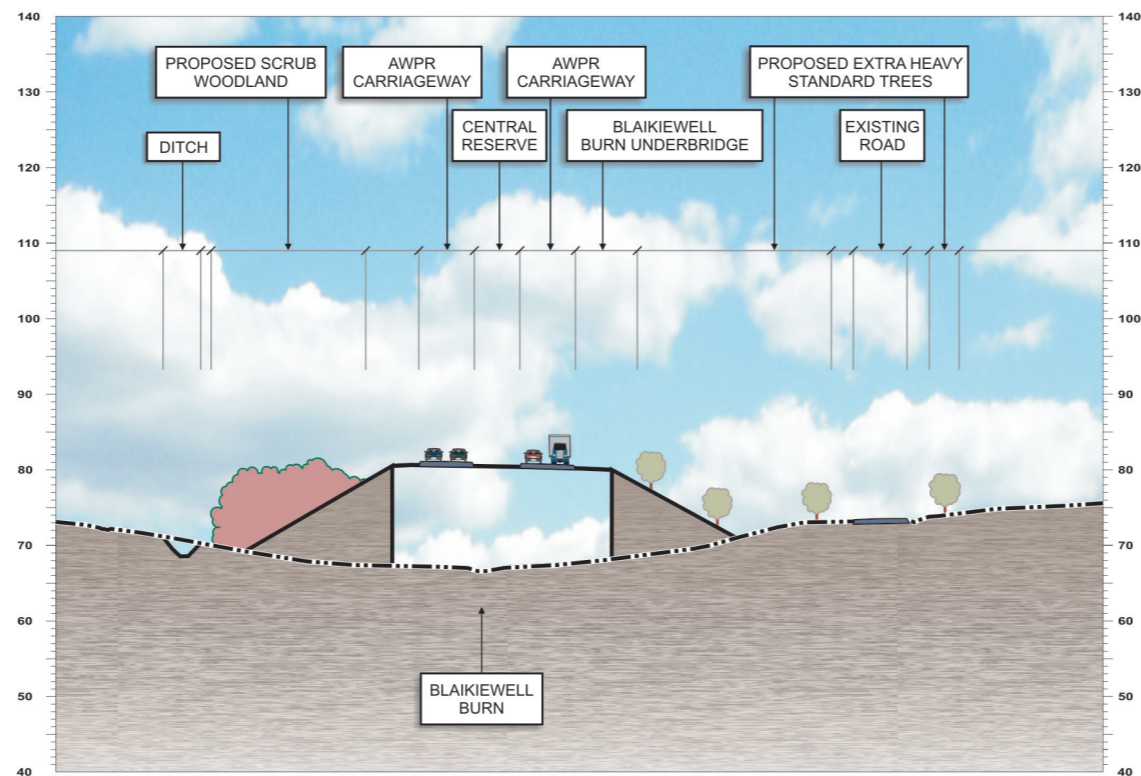 140
130
120
110
100
90
80
70
60
50
40
PROPOSED SCRUB
WOODLAND
AWPR
CARRIAGEWAY
AWPR
CARRIAGEWAY
PROPOSED EXTRA HEAVY
STANDARD TREES
DITCH
CENTRAL
RESERVE
BLAIKIEWELL
BURN UNDERBRIDGE
EXISTING
ROAD
BLAIKIEWELL
BURN
140
130
120
110
100
90
80
70
60
50
40